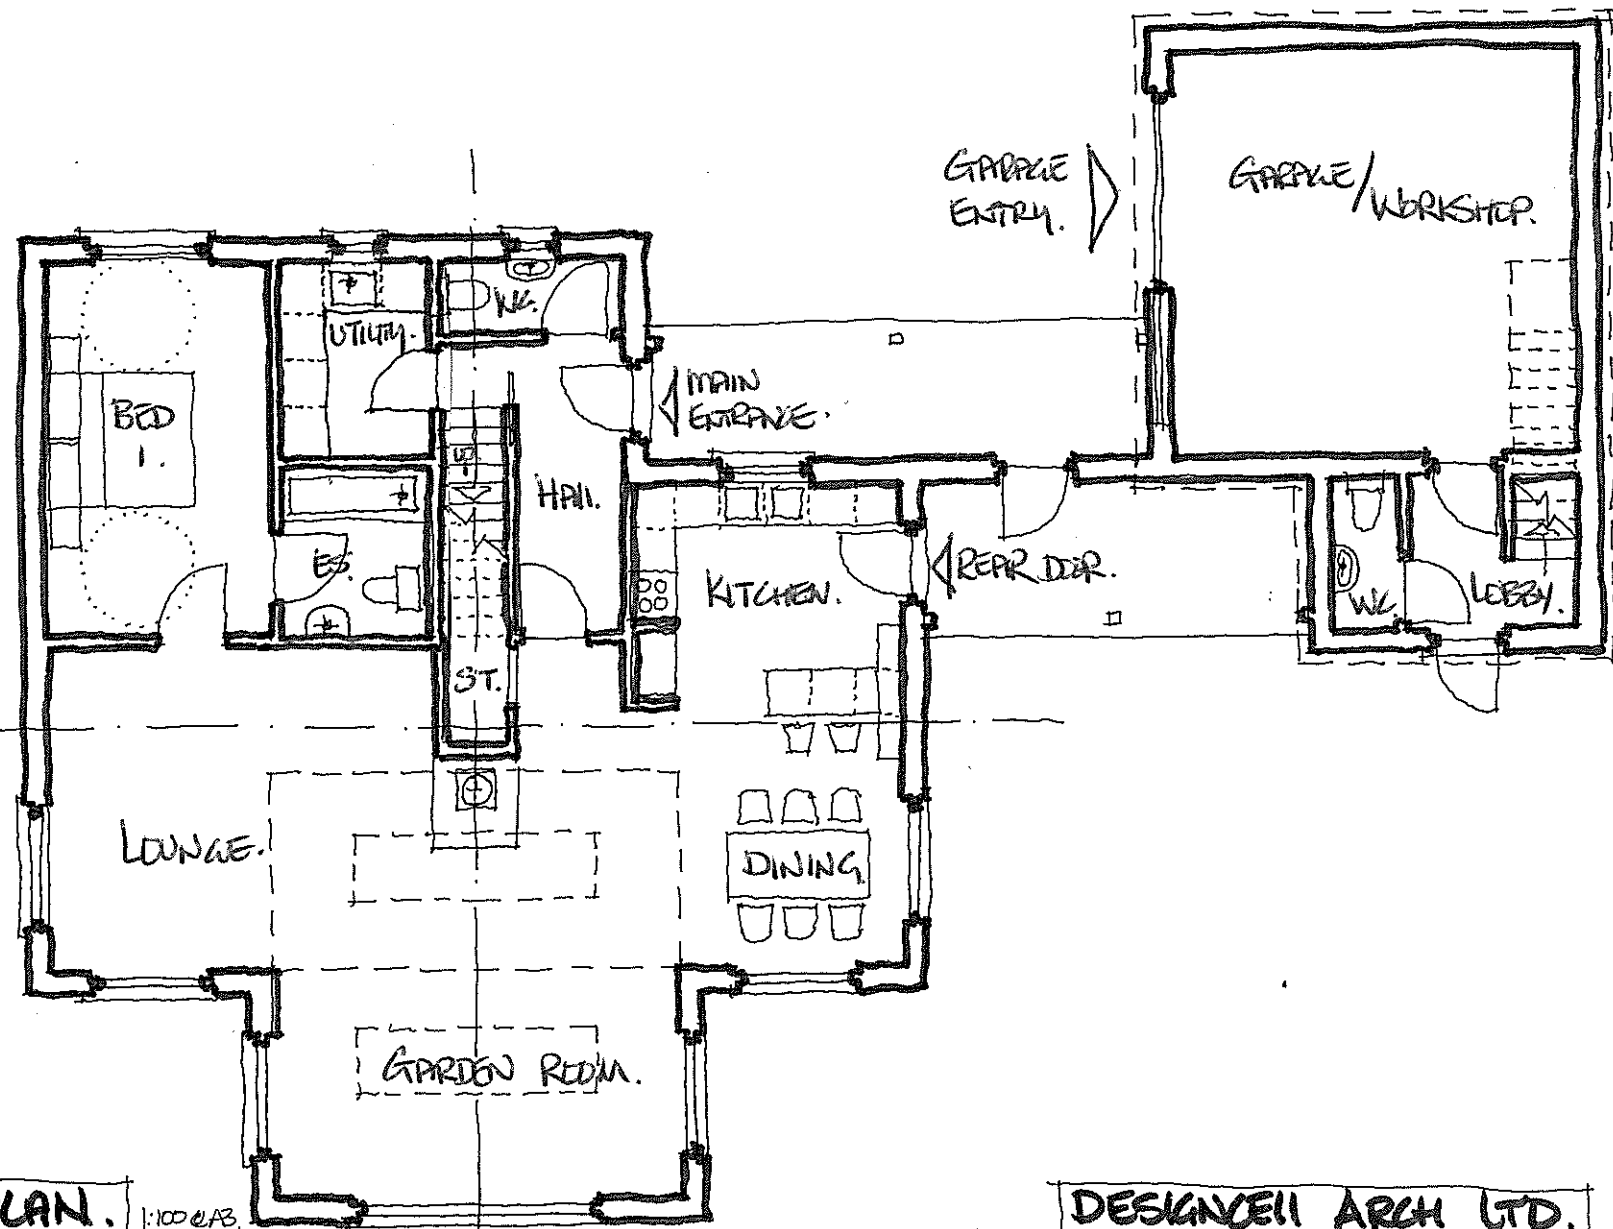 GARAGE
ENTRY.
GARAGE/
WORKSHOP.
WC.
UTILITY.
MAIN
ENTRANCE.
BED
1.
HALL.
ES.
KITCHEN.
REAR DOOR.
WC.
LOBBY.
ST.
LOUNGE.
DINING
GARDEN ROOM.
LAN.
1:100 @ A3.
DESIGNCELL ARCH LTD.